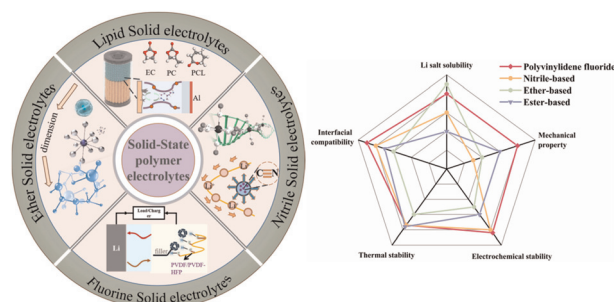 Lipid Solid electrolytes
EC PC PCL
Al
Ether Solid electrolytes
dimension
Solid-State
polymer
electrolytes
Nitrile Solid electrolytes
C≡N
Li
Li
Load/Charg
er
Li
filler
PVDF/PVDF-
HFP
Fluorine Solid electrolytes
Li salt solubility
Polyvinylidene fluoride
Nitrile-based
Ether-based
Ester-based
Interfacial
compatibility
Mechanical
property
Thermal stability
Electrochemical stability